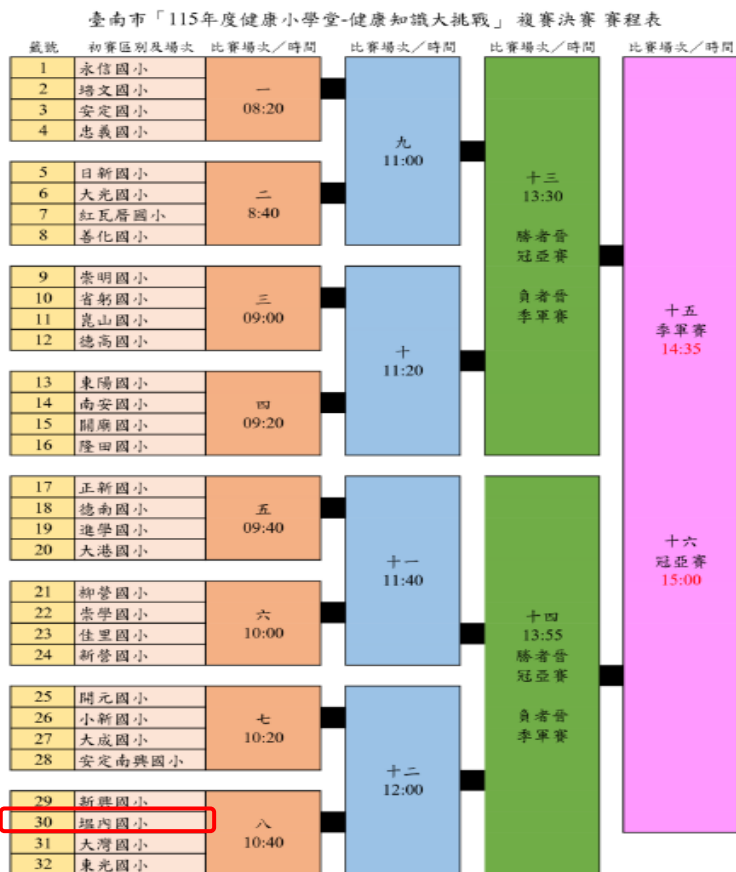 臺南市「115年度健康小學堂-健康知識大挑戰」複賽決賽 賽程表
籤號 初賽區別及場次 比賽場次／時間 比賽場次／時間 比賽場次／時間 比賽場次／時間
1 永信國小
2 培文國小
3 安定國小
4 忠義國小
一
08:20
5 日新國小
6 大光國小
7 紅瓦厝國小
8 善化國小
二
8:40
九
11:00
9 崇明國小
10 省躬國小
11 崑山國小
12 德高國小
三
09:00
13 東陽國小
14 南安國小
15 關廟國小
16 隆田國小
四
09:20
十
11:20
十三
13:30
勝者晉
冠亞賽
負者晉
季軍賽
17 正新國小
18 德南國小
19 進學國小
20 大港國小
五
09:40
21 柳營國小
22 崇學國小
23 佳里國小
24 新營國小
六
10:00
十一
11:40
25 開元國小
26 小新國小
27 大成國小
28 安定南興國小
七
10:20
29 新興國小
30 堀內國小
31 大灣國小
32 東光國小
八
10:40
十二
12:00
十四
13:55
勝者晉
冠亞賽
負者晉
季軍賽
十五
季軍賽
14:35
十六
冠亞賽
15:00